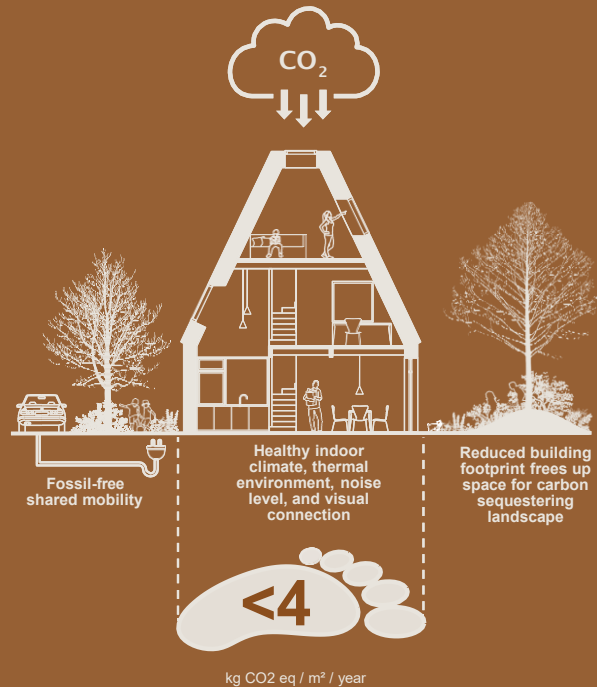 CO₂
Fossil-free
shared mobility
Healthy indoor
climate, thermal
environment, noise
level, and visual
connection
Reduced building
footprint frees up
space for carbon
sequestering
landscape
<4
kg CO2 eq / m² / year